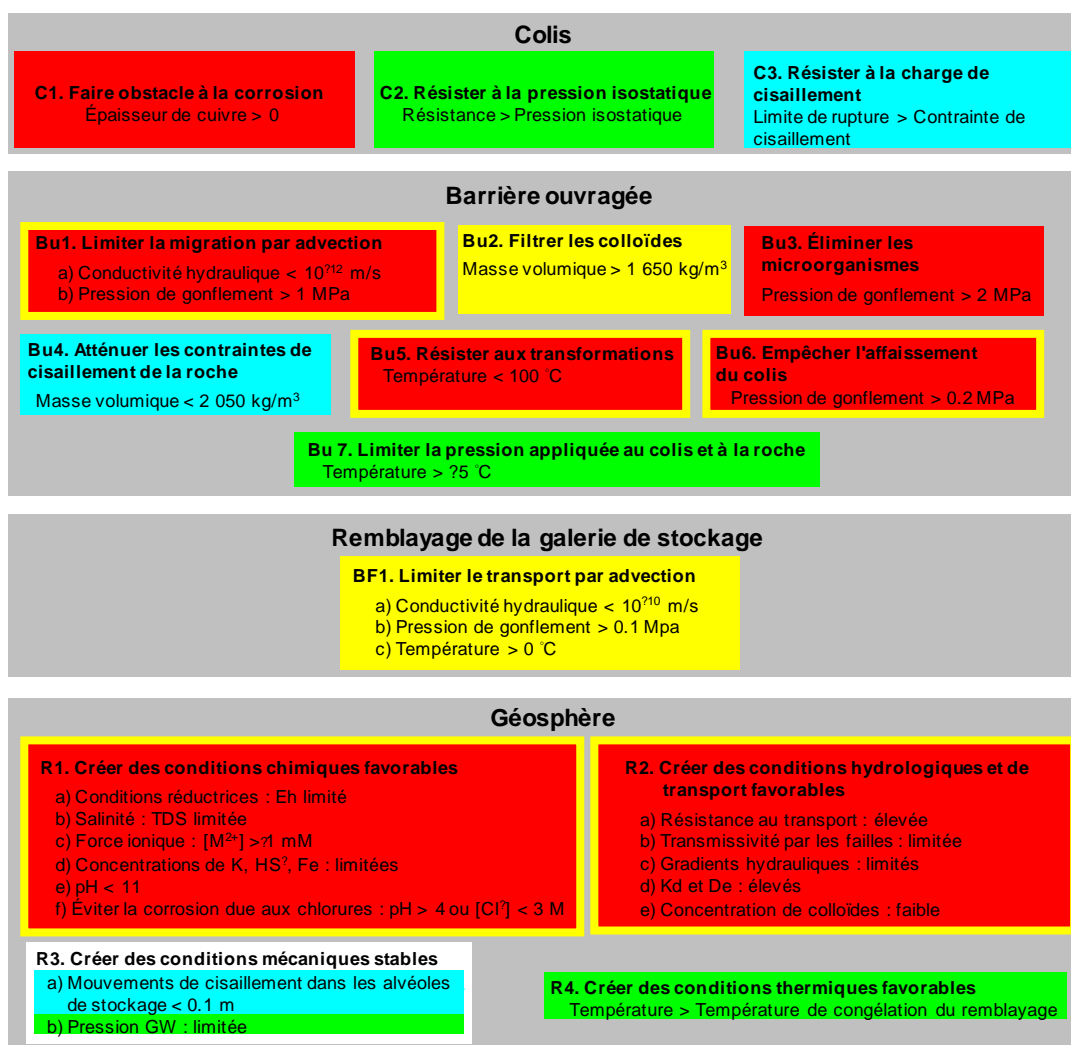 Colis
C1. Faire obstacle à la corrosion
Épaisseur de cuivre > 0
C2. Résister à la pression isostatique
Résistance > Pression isostatique
C3. Résister à la charge de
cisaillement
Limite de rupture > Contrainte de
cisaillement
Barrière ouvragée
Bu1. Limiter la migration par advection
a) Conductivité hydraulique < 10?12 m/s
b) Pression de gonflement > 1 MPa
Bu2. Filtrer les colloïdes
Masse volumique > 1 650 kg/m3
Bu3. Éliminer les
microorganismes
Pression de gonflement > 2 MPa
Bu4. Atténuer les contraintes de
cisaillement de la roche
Masse volumique < 2 050 kg/m3
Bu5. Résister aux transformations
Température < 100 °C
Bu6. Empêcher l'affaissement
du colis
Pression de gonflement > 0.2 MPa
Bu 7. Limiter la pression appliquée au colis et à la roche
Température > ?5 °C
Remblayage de la galerie de stockage
BF1. Limiter le transport par advection
a) Conductivité hydraulique < 10?10 m/s
b) Pression de gonflement > 0.1 Mpa
c) Température > 0 °C
Géosphère
R1. Créer des conditions chimiques favorables
a) Conditions réductrices : Eh limité
b) Salinité : TDS limitée
c) Force ionique : [M2+] >?1 mM
d) Concentrations de K, HS?, Fe : limitées
e) pH < 11
f) Éviter la corrosion due aux chlorures : pH > 4 ou [Cl?] < 3 M
R2. Créer des conditions hydrologiques et de
transport favorables
a) Résistance au transport : élevée
b) Transmissivité par les failles : limitée
c) Gradients hydrauliques : limités
d) Kd et De : élevés
e) Concentration de colloïdes : faible
R3. Créer des conditions mécaniques stables
a) Mouvements de cisaillement dans les alvéoles
de stockage < 0.1 m
b) Pression GW : limitée
R4. Créer des conditions thermiques favorables
Température > Température de congélation du remblayage